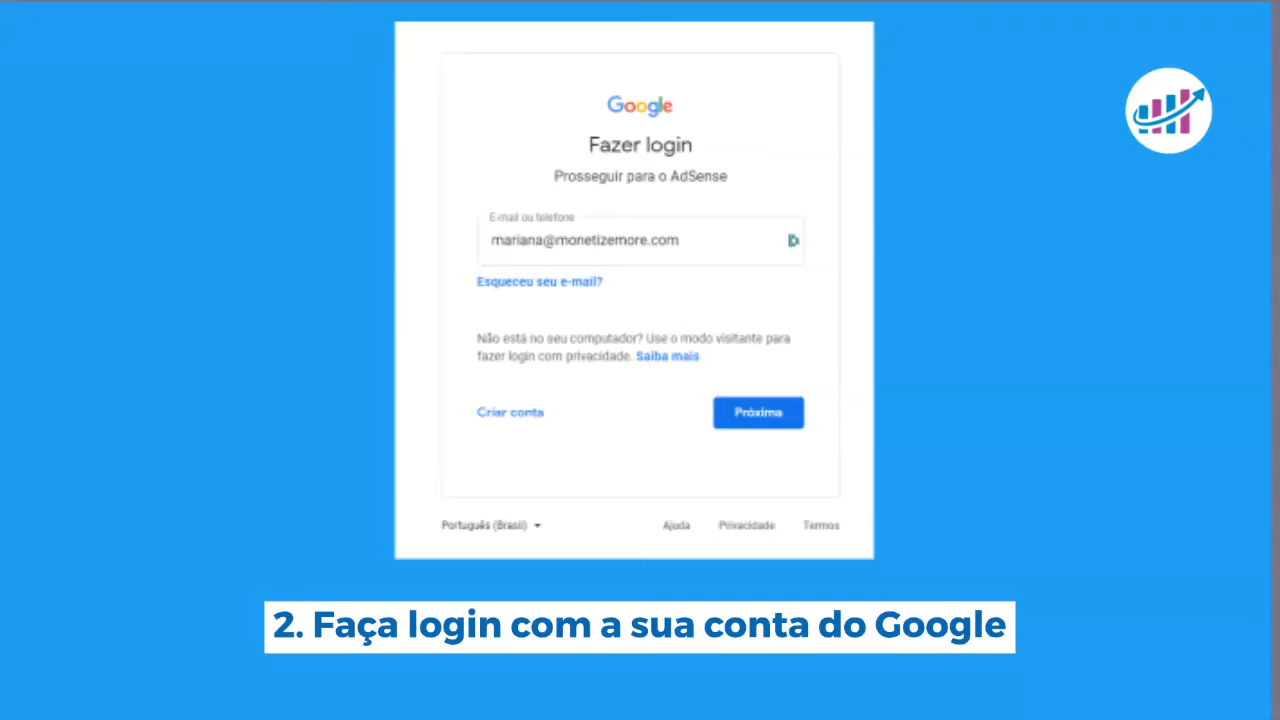 Google
Fazer login
Prosseguir para o AdSense
E-mail ou telefone
mariana@monetizemore.com
Esqueceu seu e-mail?
Não está no seu computador? Use o modo visitante para
fazer login com privacidade. Saiba mais
Criar conta
Próxima
Português (Brasil)
Ajuda
Privacidade
Termos
2. Faça login com a sua conta do Google